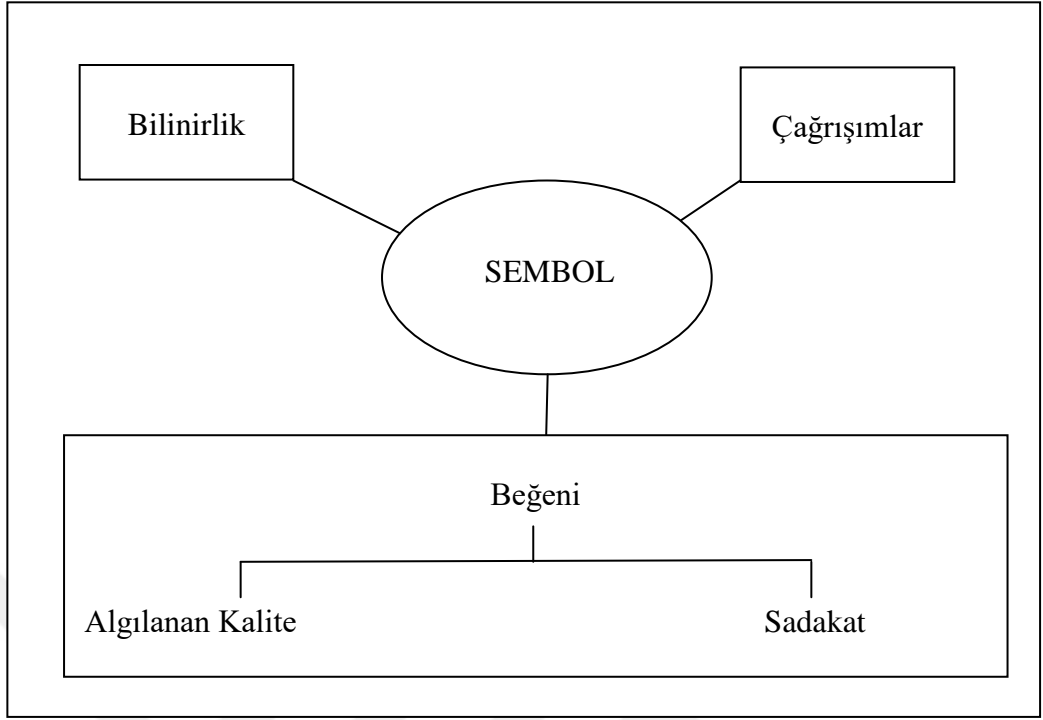 Bilinirlik
Çağrışımlar
SEMBOL
Beğeni
Algılanan Kalite
Sadakat